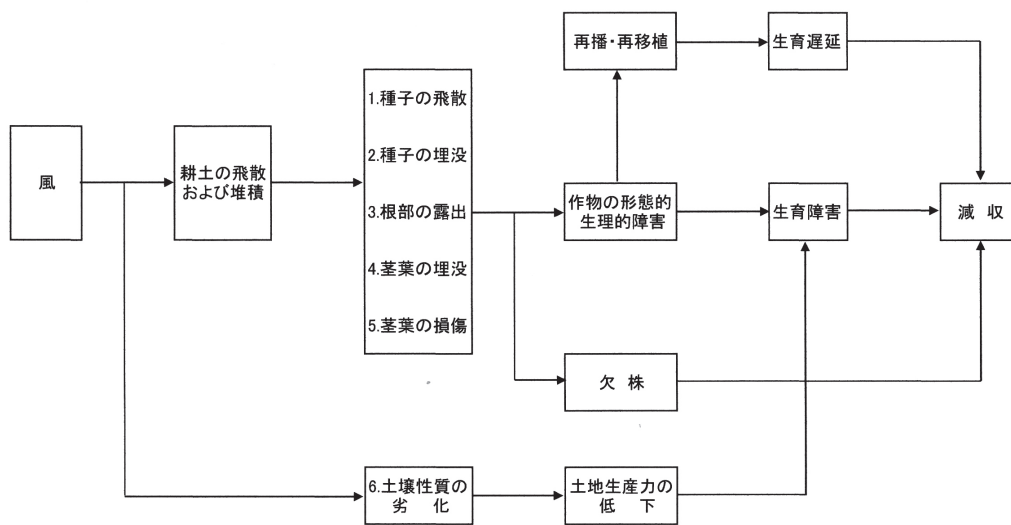 風
耕土の飛散
および堆積
1.種子の飛散
2.種子の埋没
3.根部の露出
4.茎葉の埋没
5.茎葉の損傷
再播・再移植
生育遅延
作物の形態的
生理的障害
生育障害
減 収
欠 株
6.土壌性質の
劣 化
土地生産力の
低 下